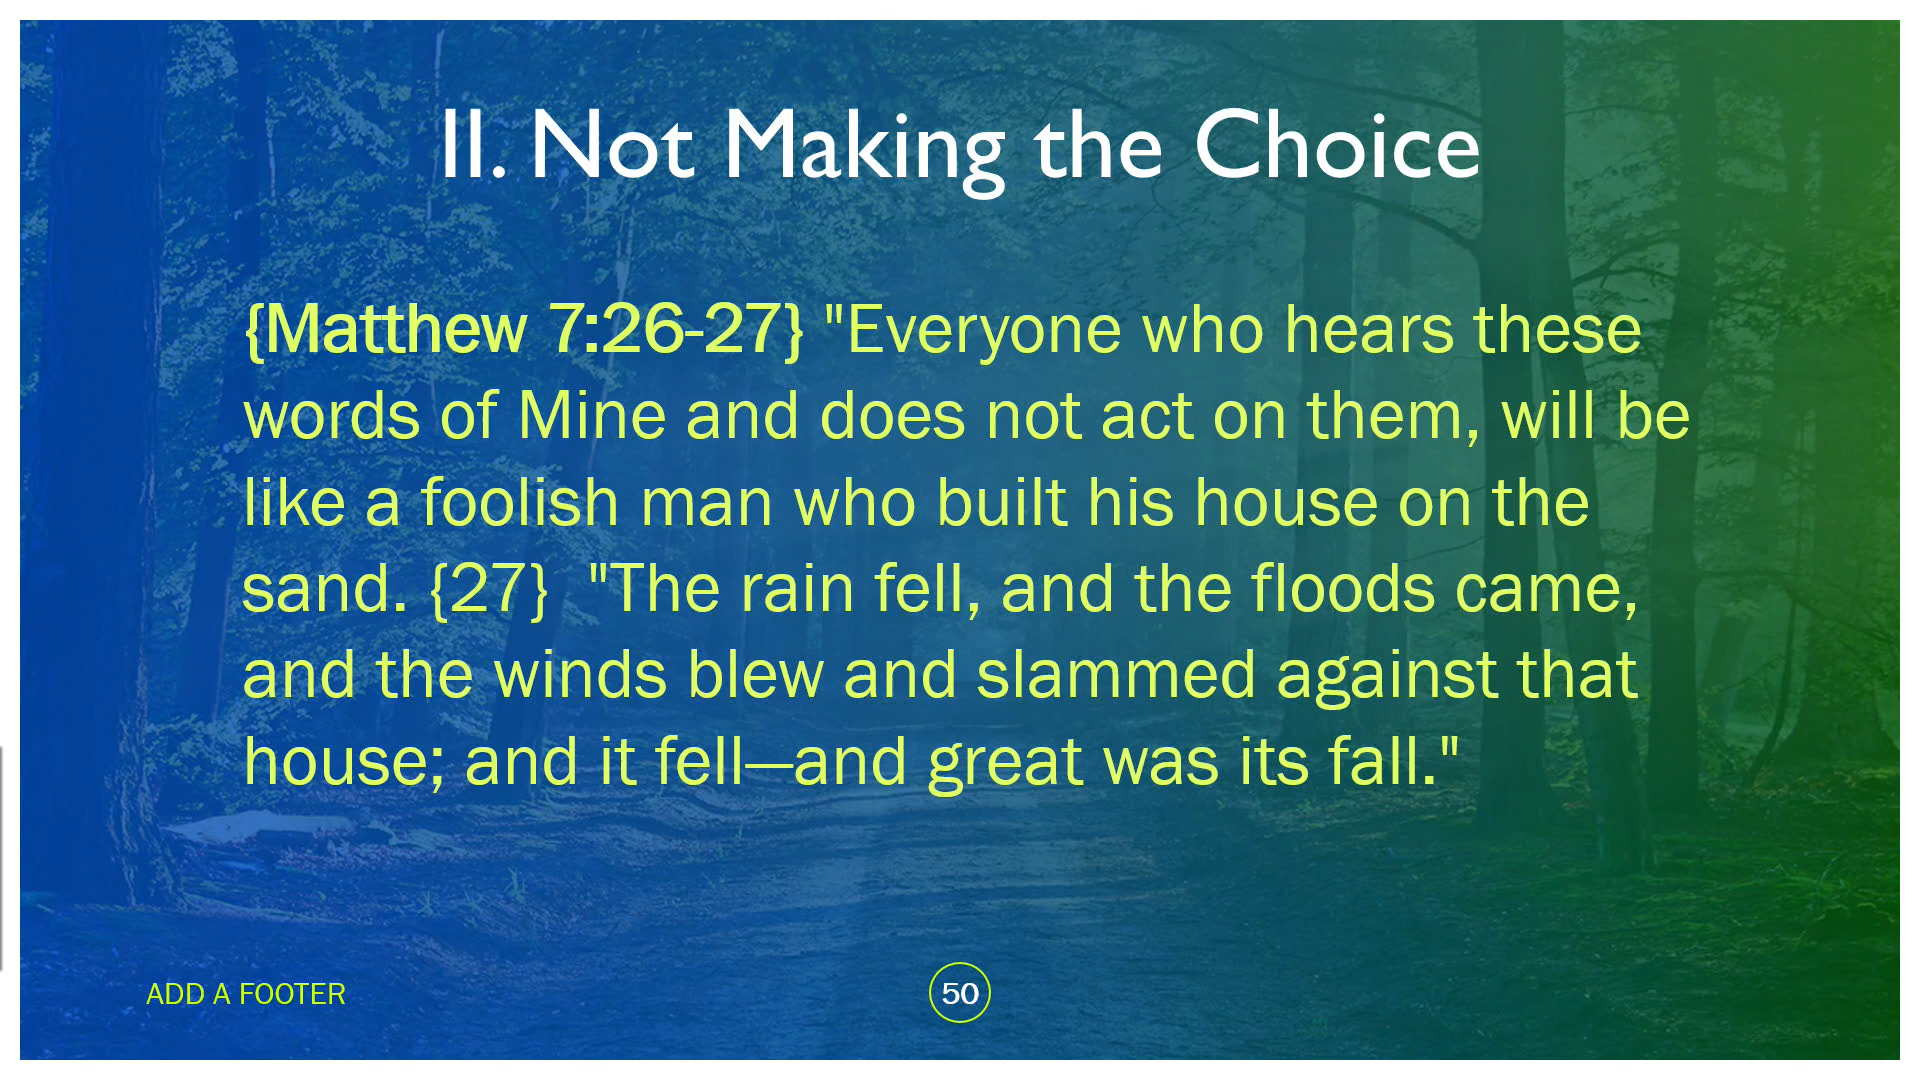 II. Not Making the Choice
{Matthew 7:26-27} "Everyone who hears these
words of Mine and does not act on them, will be
like a foolish man who built his house on the
sand. {27}  "The rain fell, and the floods came,
and the winds blew and slammed against that
house; and it fell—and great was its fall."
ADD A FOOTER
50